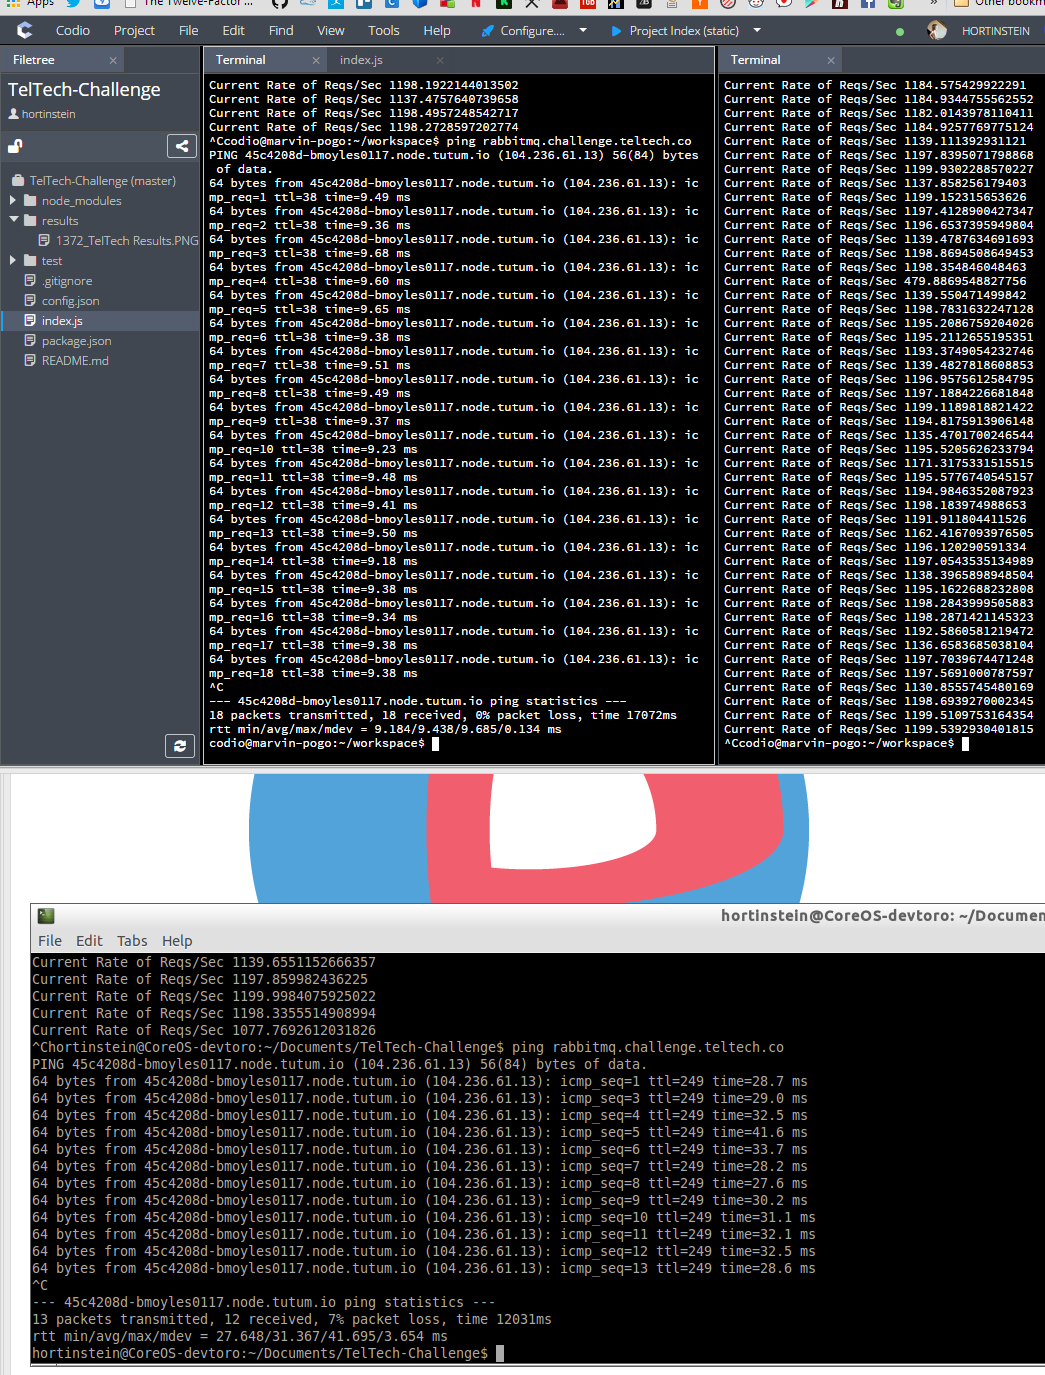 Apps
The Twelve-Factor ...
»
Other bookm
Codio Project File Edit Find View Tools Help Configure.... Project Index (static) HORTINSTEIN
Filetree ×
TelTech-Challenge
hortinstein
TelTech-Challenge (master)
node_modules
results
1372_TelTech Results.PNG
test
.gitignore
config.json
index.js
package.json
README.md
Terminal × index.js ×
Current Rate of Reqs/Sec 1198.1922144013502
Current Rate of Reqs/Sec 1137.4757640739658
Current Rate of Reqs/Sec 1198.4957248542717
Current Rate of Reqs/Sec 1198.2728597202774
^Ccodio@marvin-pogo:~/workspace$ ping rabbitmq.challenge.teltech.co
PING 45c4208d-bmoyles0117.node.tutum.io (104.236.61.13) 56(84) bytes
 of data.
64 bytes from 45c4208d-bmoyles0117.node.tutum.io (104.236.61.13): ic
mp_req=1 ttl=38 time=9.49 ms
64 bytes from 45c4208d-bmoyles0117.node.tutum.io (104.236.61.13): ic
mp_req=2 ttl=38 time=9.36 ms
64 bytes from 45c4208d-bmoyles0117.node.tutum.io (104.236.61.13): ic
mp_req=3 ttl=38 time=9.68 ms
64 bytes from 45c4208d-bmoyles0117.node.tutum.io (104.236.61.13): ic
mp_req=4 ttl=38 time=9.60 ms
64 bytes from 45c4208d-bmoyles0117.node.tutum.io (104.236.61.13): ic
mp_req=5 ttl=38 time=9.65 ms
64 bytes from 45c4208d-bmoyles0117.node.tutum.io (104.236.61.13): ic
mp_req=6 ttl=38 time=9.38 ms
64 bytes from 45c4208d-bmoyles0117.node.tutum.io (104.236.61.13): ic
mp_req=7 ttl=38 time=9.51 ms
64 bytes from 45c4208d-bmoyles0117.node.tutum.io (104.236.61.13): ic
mp_req=8 ttl=38 time=9.49 ms
64 bytes from 45c4208d-bmoyles0117.node.tutum.io (104.236.61.13): ic
mp_req=9 ttl=38 time=9.37 ms
64 bytes from 45c4208d-bmoyles0117.node.tutum.io (104.236.61.13): ic
mp_req=10 ttl=38 time=9.23 ms
64 bytes from 45c4208d-bmoyles0117.node.tutum.io (104.236.61.13): ic
mp_req=11 ttl=38 time=9.48 ms
64 bytes from 45c4208d-bmoyles0117.node.tutum.io (104.236.61.13): ic
mp_req=12 ttl=38 time=9.41 ms
64 bytes from 45c4208d-bmoyles0117.node.tutum.io (104.236.61.13): ic
mp_req=13 ttl=38 time=9.50 ms
64 bytes from 45c4208d-bmoyles0117.node.tutum.io (104.236.61.13): ic
mp_req=14 ttl=38 time=9.18 ms
64 bytes from 45c4208d-bmoyles0117.node.tutum.io (104.236.61.13): ic
mp_req=15 ttl=38 time=9.38 ms
64 bytes from 45c4208d-bmoyles0117.node.tutum.io (104.236.61.13): ic
mp_req=16 ttl=38 time=9.34 ms
64 bytes from 45c4208d-bmoyles0117.node.tutum.io (104.236.61.13): ic
mp_req=17 ttl=38 time=9.38 ms
64 bytes from 45c4208d-bmoyles0117.node.tutum.io (104.236.61.13): ic
mp_req=18 ttl=38 time=9.38 ms
^C
--- 45c4208d-bmoyles0117.node.tutum.io ping statistics ---
18 packets transmitted, 18 received, 0% packet loss, time 17072ms
rtt min/avg/max/mdev = 9.184/9.438/9.685/0.134 ms
codio@marvin-pogo:~/workspace$
Terminal ×
Current Rate of Reqs/Sec 1184.575429922291
Current Rate of Reqs/Sec 1184.9344755562552
Current Rate of Reqs/Sec 1182.0143978110411
Current Rate of Reqs/Sec 1184.9257769775124
Current Rate of Reqs/Sec 1139.111392931121
Current Rate of Reqs/Sec 1197.8395071798868
Current Rate of Reqs/Sec 1199.9302288570227
Current Rate of Reqs/Sec 1137.858256179403
Current Rate of Reqs/Sec 1199.152315653626
Current Rate of Reqs/Sec 1197.4128900427347
Current Rate of Reqs/Sec 1196.6537395949804
Current Rate of Reqs/Sec 1139.4787634691693
Current Rate of Reqs/Sec 1198.8694508649453
Current Rate of Reqs/Sec 1198.354846048463
Current Rate of Reqs/Sec 479.8869548827756
Current Rate of Reqs/Sec 1139.550471499842
Current Rate of Reqs/Sec 1198.7831632247128
Current Rate of Reqs/Sec 1195.2086759204026
Current Rate of Reqs/Sec 1195.2112655195351
Current Rate of Reqs/Sec 1193.3749054232746
Current Rate of Reqs/Sec 1139.4827818608853
Current Rate of Reqs/Sec 1196.9575612584795
Current Rate of Reqs/Sec 1197.1884226681848
Current Rate of Reqs/Sec 1199.1189818821422
Current Rate of Reqs/Sec 1194.8175913906148
Current Rate of Reqs/Sec 1135.4701700246544
Current Rate of Reqs/Sec 1195.5205626233794
Current Rate of Reqs/Sec 1171.3175331515515
Current Rate of Reqs/Sec 1195.5776740545157
Current Rate of Reqs/Sec 1194.9846352087923
Current Rate of Reqs/Sec 1198.183974988653
Current Rate of Reqs/Sec 1191.911804411526
Current Rate of Reqs/Sec 1162.4167093976505
Current Rate of Reqs/Sec 1196.120290591334
Current Rate of Reqs/Sec 1197.0543535134989
Current Rate of Reqs/Sec 1138.3965898948504
Current Rate of Reqs/Sec 1195.1622688232808
Current Rate of Reqs/Sec 1198.2843999505883
Current Rate of Reqs/Sec 1198.2871421145323
Current Rate of Reqs/Sec 1192.5860581219472
Current Rate of Reqs/Sec 1136.6583685038104
Current Rate of Reqs/Sec 1197.7039674471248
Current Rate of Reqs/Sec 1197.5691000787597
Current Rate of Reqs/Sec 1130.8555745480169
Current Rate of Reqs/Sec 1198.6939270002345
Current Rate of Reqs/Sec 1199.5109753164354
Current Rate of Reqs/Sec 1199.5392930401815
^Ccodio@marvin-pogo:~/workspace$
hortinstein@CoreOS-devtoro: ~/Documen
File Edit Tabs Help
Current Rate of Reqs/Sec 1139.6551152666357
Current Rate of Reqs/Sec 1197.859982436225
Current Rate of Reqs/Sec 1199.9984075925022
Current Rate of Reqs/Sec 1198.3355514908994
Current Rate of Reqs/Sec 1077.7692612031826
^Chortinstein@CoreOS-devtoro:~/Documents/TelTech-Challenge$ ping rabbitmq.challenge.teltech.co
PING 45c4208d-bmoyles0117.node.tutum.io (104.236.61.13) 56(84) bytes of data.
64 bytes from 45c4208d-bmoyles0117.node.tutum.io (104.236.61.13): icmp_seq=1 ttl=249 time=28.7 ms
64 bytes from 45c4208d-bmoyles0117.node.tutum.io (104.236.61.13): icmp_seq=3 ttl=249 time=29.0 ms
64 bytes from 45c4208d-bmoyles0117.node.tutum.io (104.236.61.13): icmp_seq=4 ttl=249 time=32.5 ms
64 bytes from 45c4208d-bmoyles0117.node.tutum.io (104.236.61.13): icmp_seq=5 ttl=249 time=41.6 ms
64 bytes from 45c4208d-bmoyles0117.node.tutum.io (104.236.61.13): icmp_seq=6 ttl=249 time=33.7 ms
64 bytes from 45c4208d-bmoyles0117.node.tutum.io (104.236.61.13): icmp_seq=7 ttl=249 time=28.2 ms
64 bytes from 45c4208d-bmoyles0117.node.tutum.io (104.236.61.13): icmp_seq=8 ttl=249 time=27.6 ms
64 bytes from 45c4208d-bmoyles0117.node.tutum.io (104.236.61.13): icmp_seq=9 ttl=249 time=30.2 ms
64 bytes from 45c4208d-bmoyles0117.node.tutum.io (104.236.61.13): icmp_seq=10 ttl=249 time=31.1 ms
64 bytes from 45c4208d-bmoyles0117.node.tutum.io (104.236.61.13): icmp_seq=11 ttl=249 time=32.1 ms
64 bytes from 45c4208d-bmoyles0117.node.tutum.io (104.236.61.13): icmp_seq=12 ttl=249 time=32.5 ms
64 bytes from 45c4208d-bmoyles0117.node.tutum.io (104.236.61.13): icmp_seq=13 ttl=249 time=28.6 ms
^C
--- 45c4208d-bmoyles0117.node.tutum.io ping statistics ---
13 packets transmitted, 12 received, 7% packet loss, time 12031ms
rtt min/avg/max/mdev = 27.648/31.367/41.695/3.654 ms
hortinstein@CoreOS-devtoro:~/Documents/TelTech-Challenge$